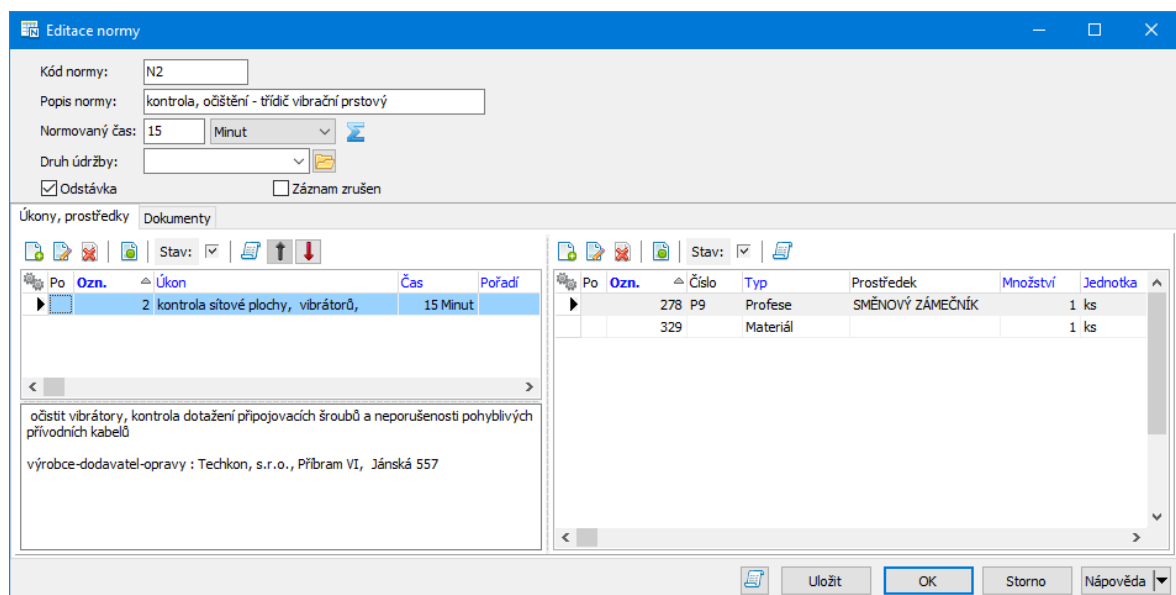 Editace normy
Kód normy: N2
Popis normy: kontrola, očištění - třídič vibrační prstový
Normovaný čas: 15 Minut
Druh údržby:
Odstávka Záznam zrušen
Úkony, prostředky Dokumenty
Stav: Stav:
Po Ozn. Úkon Čas Pořadí Po Ozn. Číslo Typ Prostředek Množství Jednotka
2 kontrola sítové plochy, vibrátorů, 15 Minut 278 P9 Profese SMĚNOVÝ ZÁMEČNÍK 1 ks
329 Materiál 1 ks
očistit vibrátory, kontrola dotažení připojovacích šroubů a neporušenosti pohyblivých
přívodních kabelů
výrobce-dodavatel-opravy : Techkon, s.r.o., Příbram VI, Jánská 557
Uložit OK Storno Nápověda